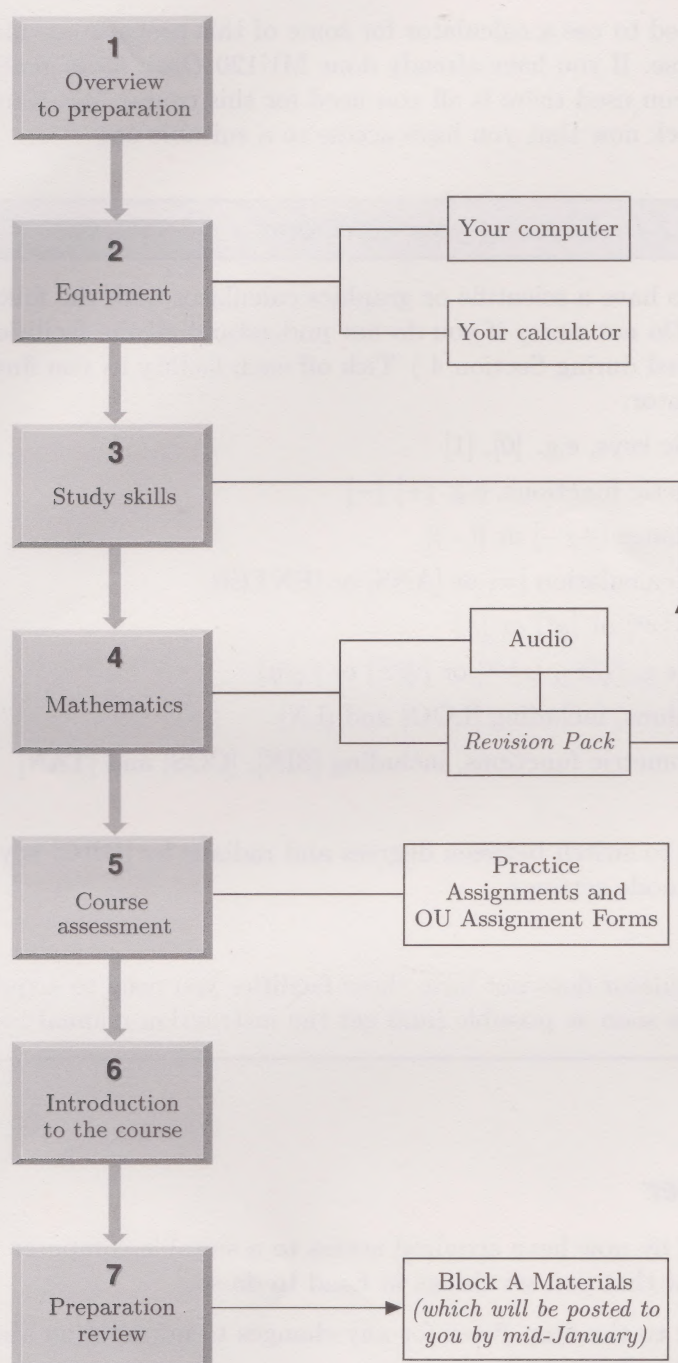 1
Overview
to preparation
2
Equipment
Your computer
Your calculator
3
Study skills
4
Mathematics
Audio
Revision Pack
5
Course
assessment
Practice
Assignments and
OU Assignment Forms
6
Introduction
to the course
7
Preparation
review
Block A Materials
(which will be posted to
you by mid-January)